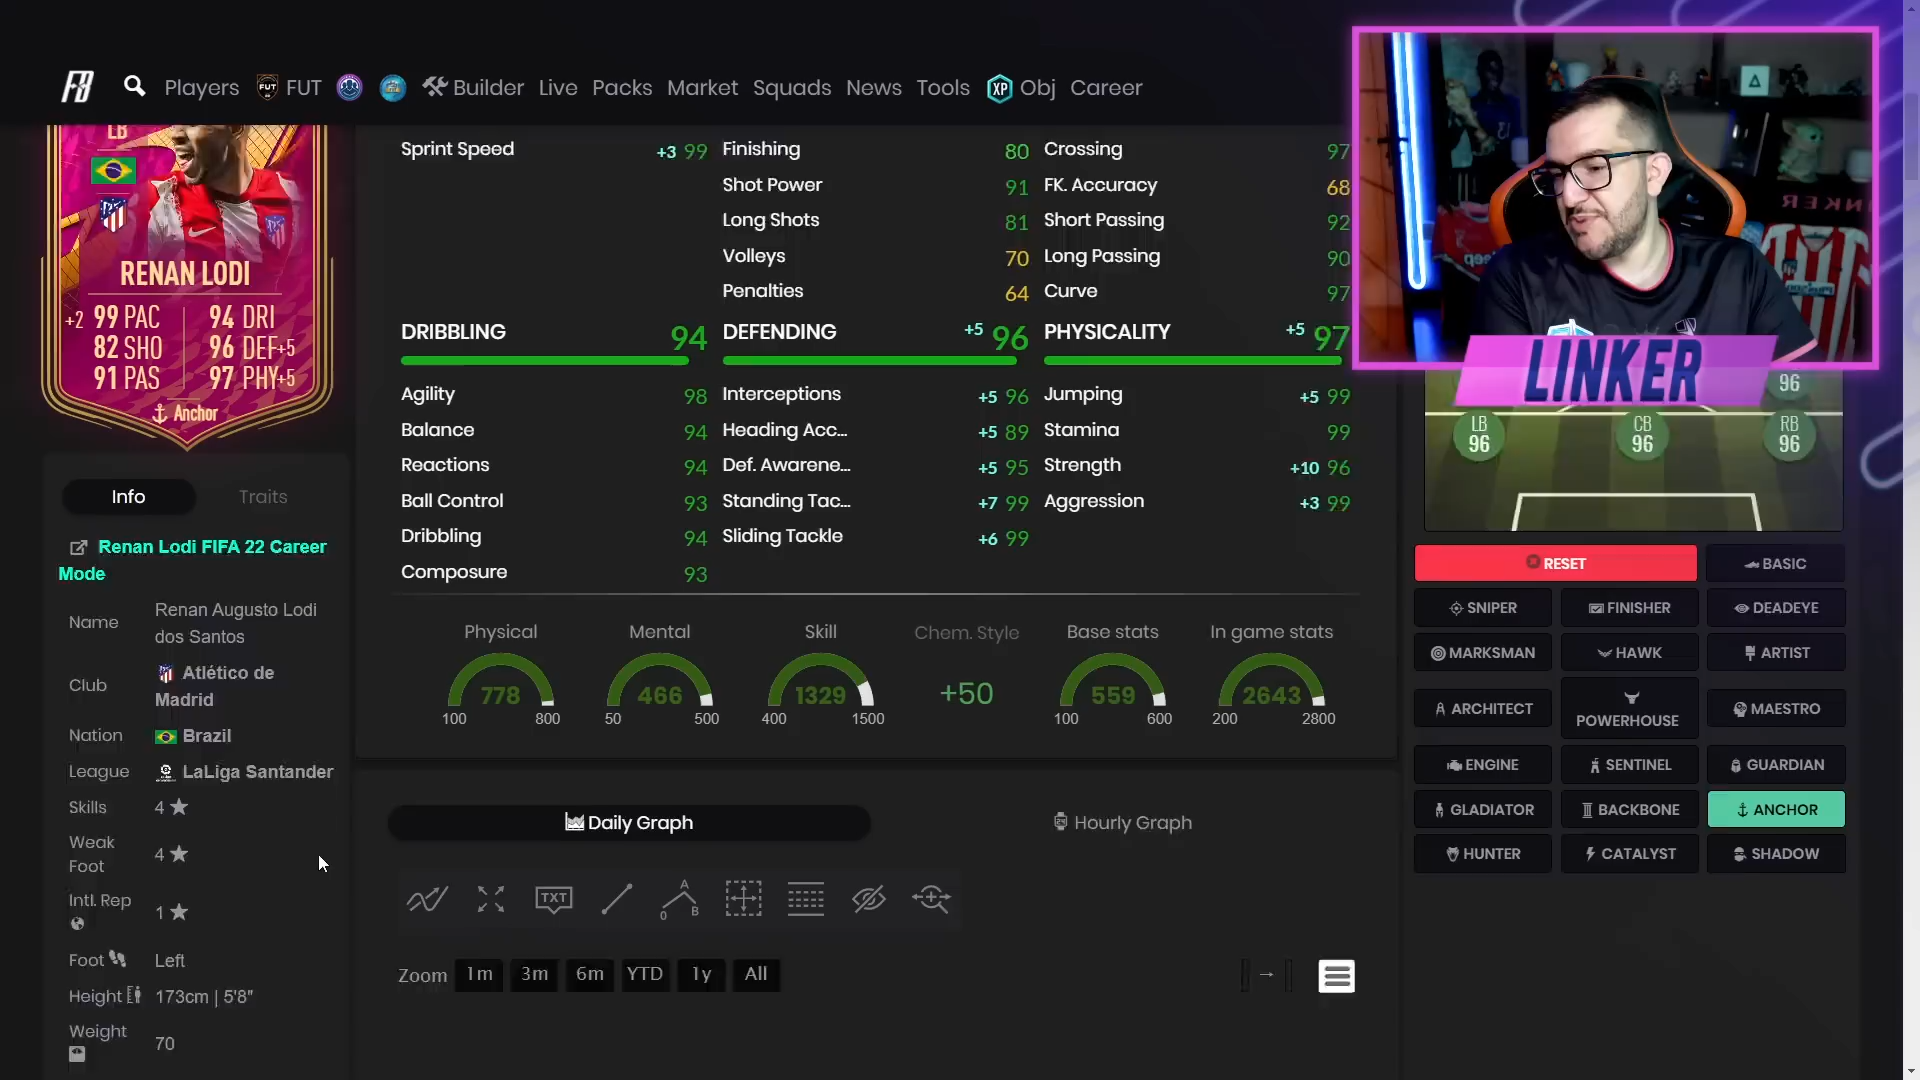 Players FUT Builder Live Packs Market Squads News Tools XP Obj Career
LB
RENAN LODI
+2 99 PAC 94 DRI
82 SHO 96 DEF+5
91 PAS 97 PHY+5
Anchor
Info Traits
Renan Lodi FIFA 22 Career Mode
Name Renan Augusto Lodi dos Santos
Club Atlético de Madrid
Nation Brazil
League LaLiga Santander
Skills 4
Weak Foot 4
Intl. Rep 1
Foot Left
Height 173cm | 5'8"
Weight 70
Sprint Speed +3 99
Finishing 80
Shot Power 91
Long Shots 81
Volleys 70
Penalties 64
Crossing 97
FK. Accuracy 68
Short Passing 92
Long Passing 90
Curve 97
DRIBBLING 94
Agility 98
Balance 94
Reactions 94
Ball Control 93
Dribbling 94
Composure 93
DEFENDING +5 96
Interceptions +5 96
Heading Acc... +5 89
Def. Awarene... +5 95
Standing Tac... +7 99
Sliding Tackle +6 99
PHYSICALITY +5 97
Jumping +5 99
Stamina 99
Strength +10 96
Aggression +3 99
Physical 778 100 800
Mental 466 50 500
Skill 1329 400 1500
Chem. Style +50
Base stats 559 100 600
In game stats 2643 200 2800
Daily Graph Hourly Graph
TXT
A
0 B
Zoom 1m 3m 6m YTD 1y All
→
LINKER
96
LB 96
CB 96
RB 96
RESET BASIC
SNIPER FINISHER DEADEYE
MARKSMAN HAWK ARTIST
ARCHITECT POWERHOUSE MAESTRO
ENGINE SENTINEL GUARDIAN
GLADIATOR BACKBONE ANCHOR
HUNTER CATALYST SHADOW